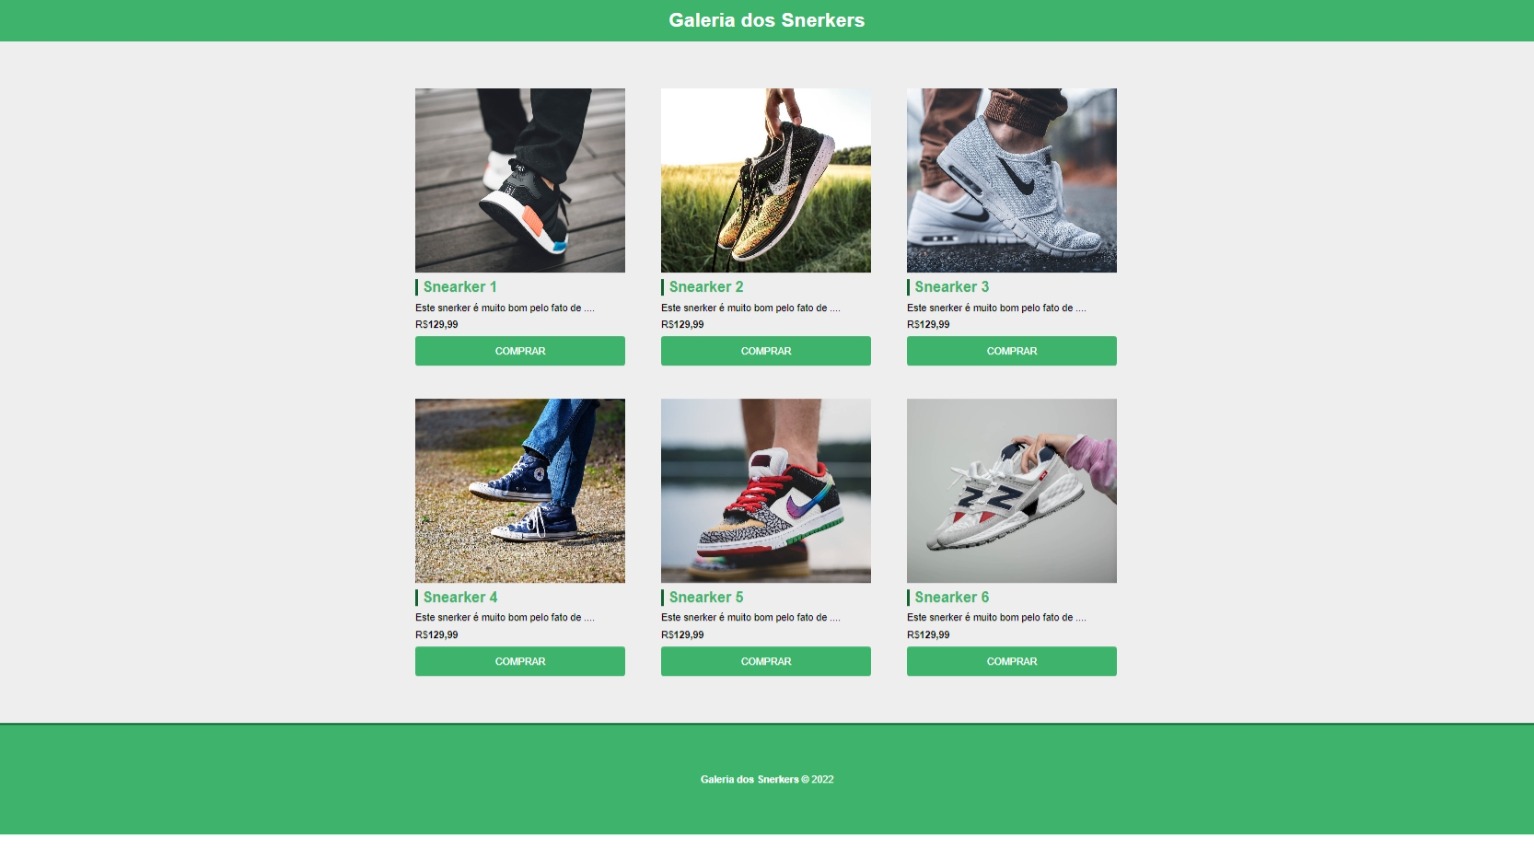 Galeria dos Snerkers
Snearker 1
Snearker 2
Snearker 3
Este snerker é muito bom pelo fato de ....
Este snerker é muito bom pelo fato de ....
Este snerker é muito bom pelo fato de ....
R$129,99
R$129,99
R$129,99
COMPRAR
COMPRAR
COMPRAR
Snearker 4
Snearker 5
Snearker 6
Este snerker é muito bom pelo fato de ....
Este snerker é muito bom pelo fato de ....
Este snerker é muito bom pelo fato de ....
R$129,99
R$129,99
R$129,99
COMPRAR
COMPRAR
COMPRAR
Galeria dos Snerkers © 2022